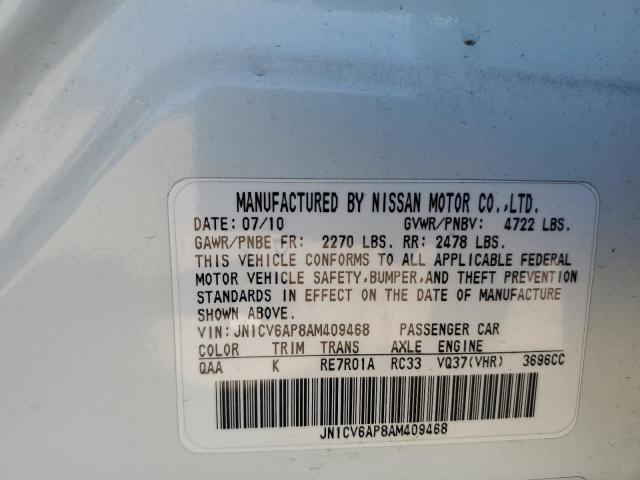 MANUFACTURED BY NISSAN MOTOR CO.,LTD.
DATE: 07/10 GVWR/PNBV: 4722 LBS.
GAWR/PNBE FR: 2270 LBS. RR: 2478 LBS.
THIS VEHICLE CONFORMS TO ALL APPLICABLE FEDERAL
MOTOR VEHICLE SAFETY,BUMPER,AND THEFT PREVENTION
STANDARDS IN EFFECT ON THE DATE OF MANUFACTURE
SHOWN ABOVE.
VIN: JN1CV6AP8AM409468 PASSENGER CAR
COLOR TRIM TRANS AXLE ENGINE
QAA K RE7R01A RC33 VQ37(VHR) 3696CC
JN1CV6AP8AM409468